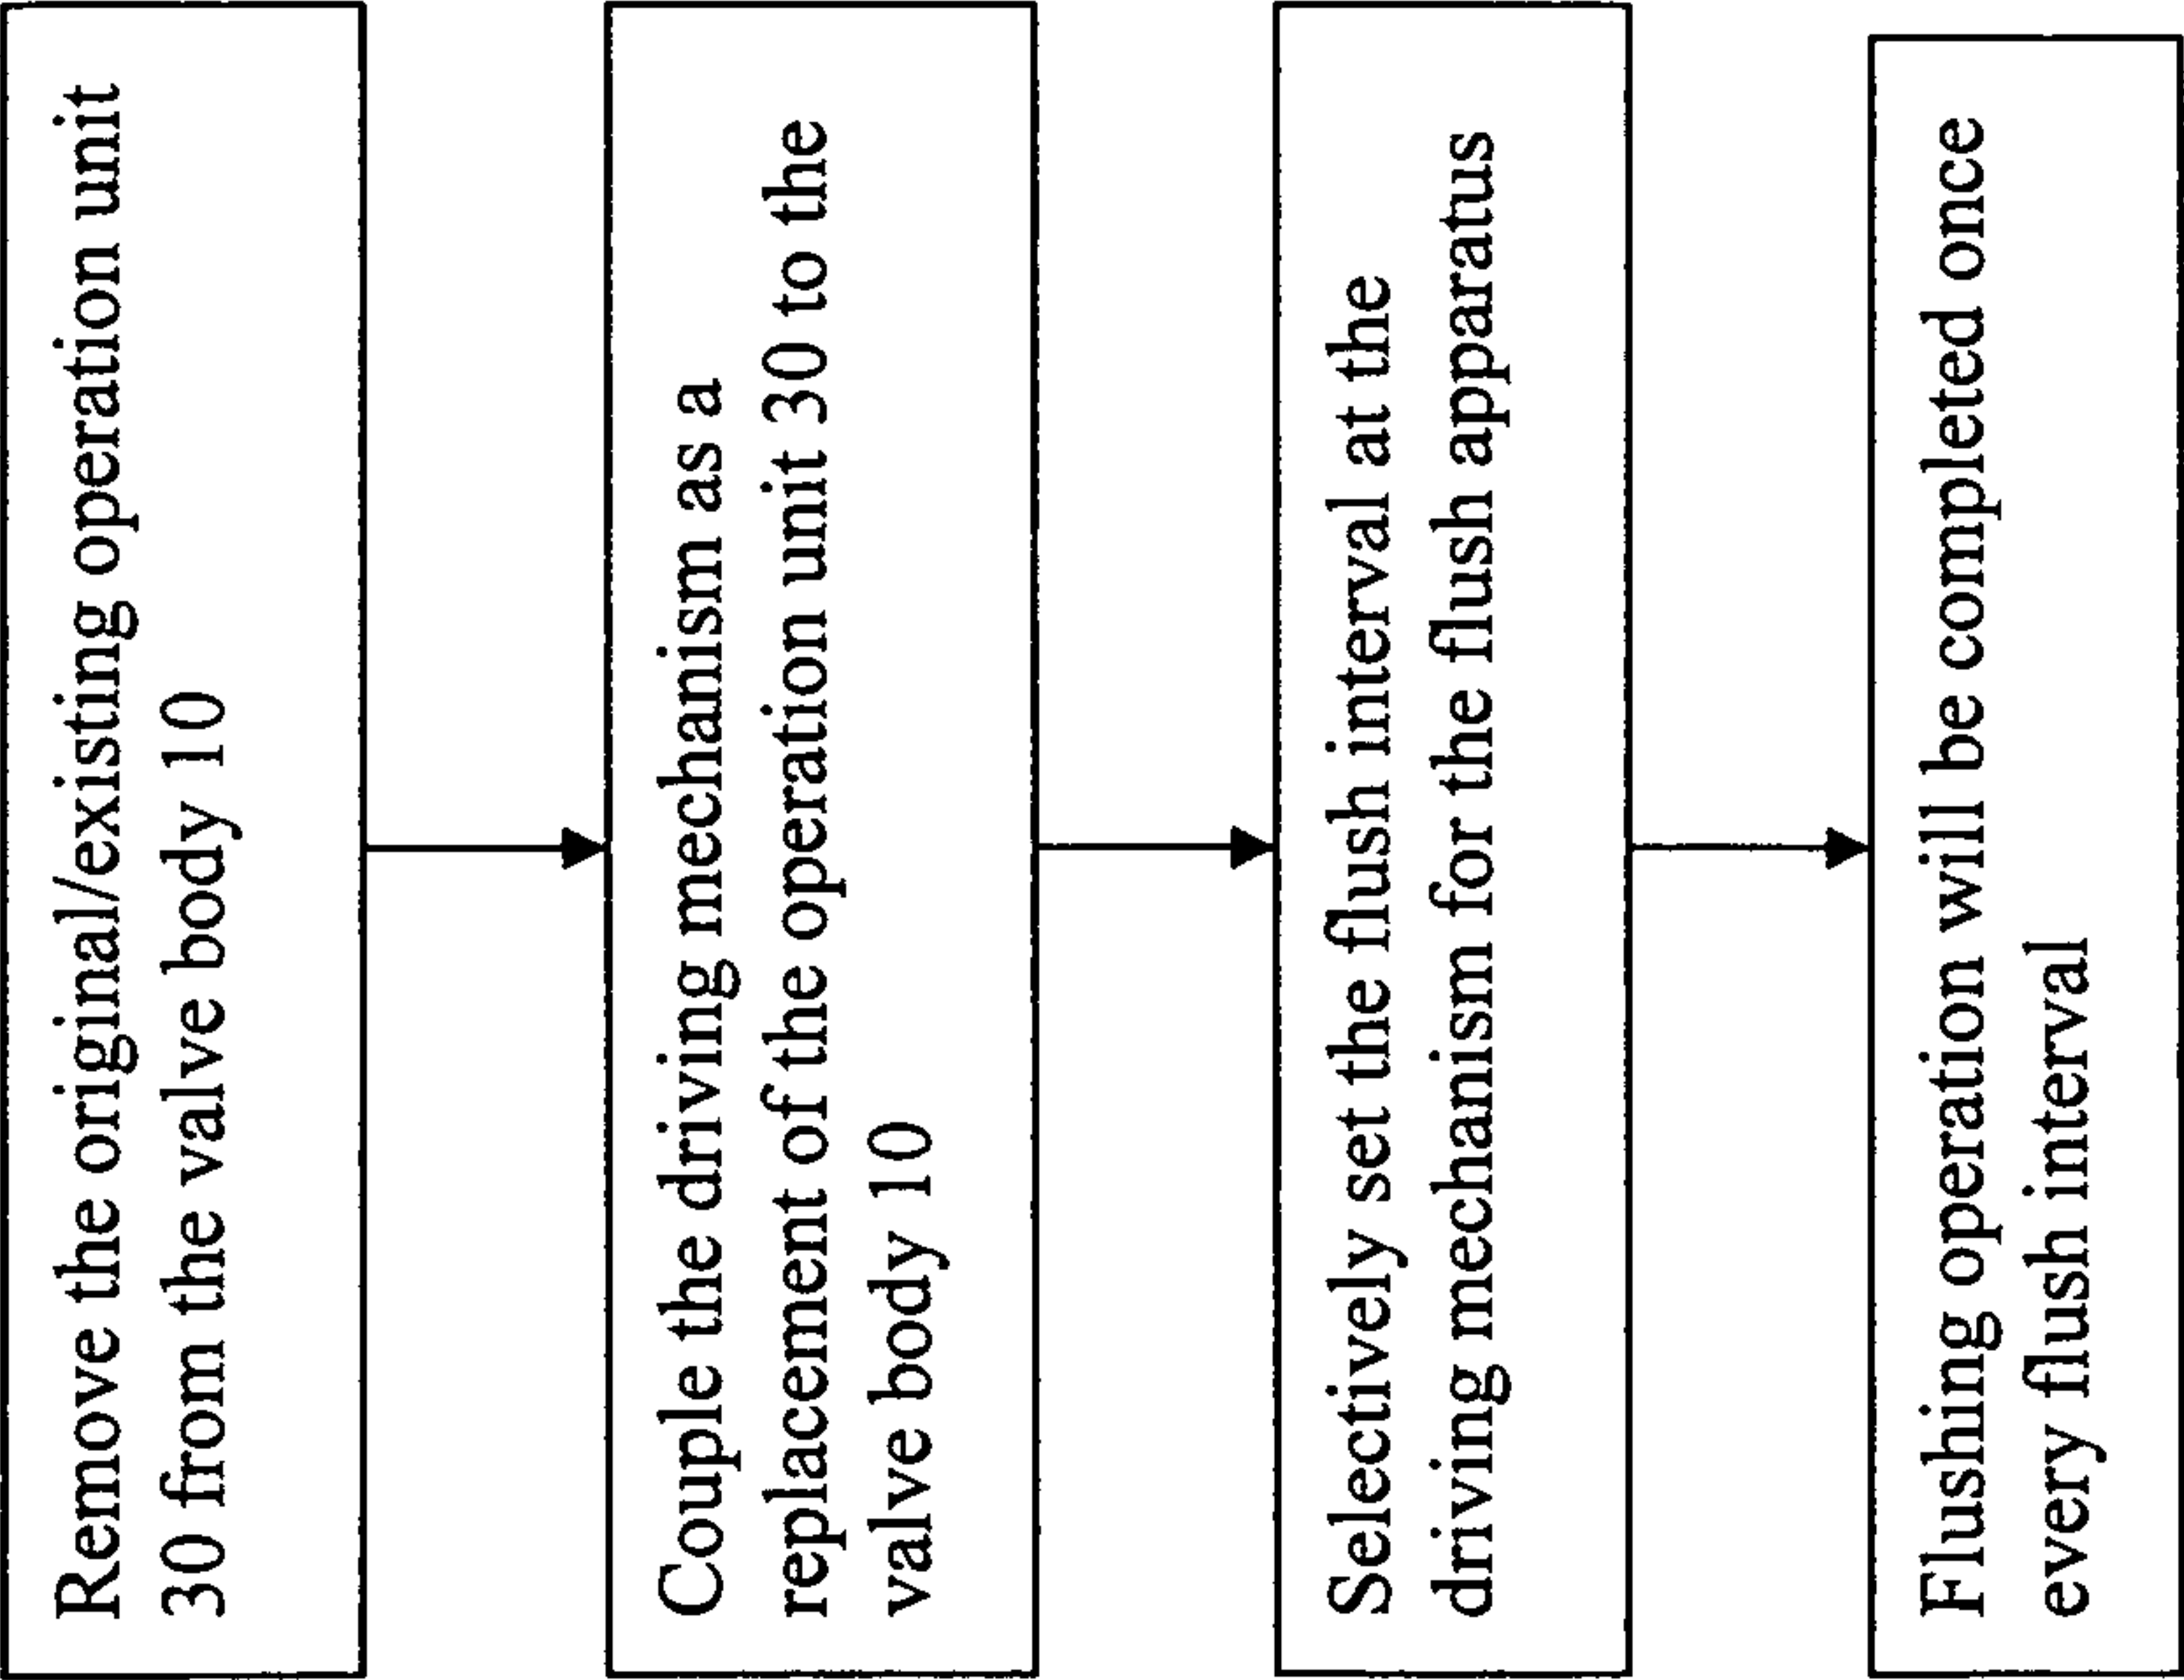 Remove the original/existing operation unit
30 from the valve body 10
Couple the driving mechanism as a
replacement of the operation unit 30 to the
valve body 10
Selectively set the flush interval at the
driving mechanism for the flush apparatus
Flushing operation will be completed once
every flush interval